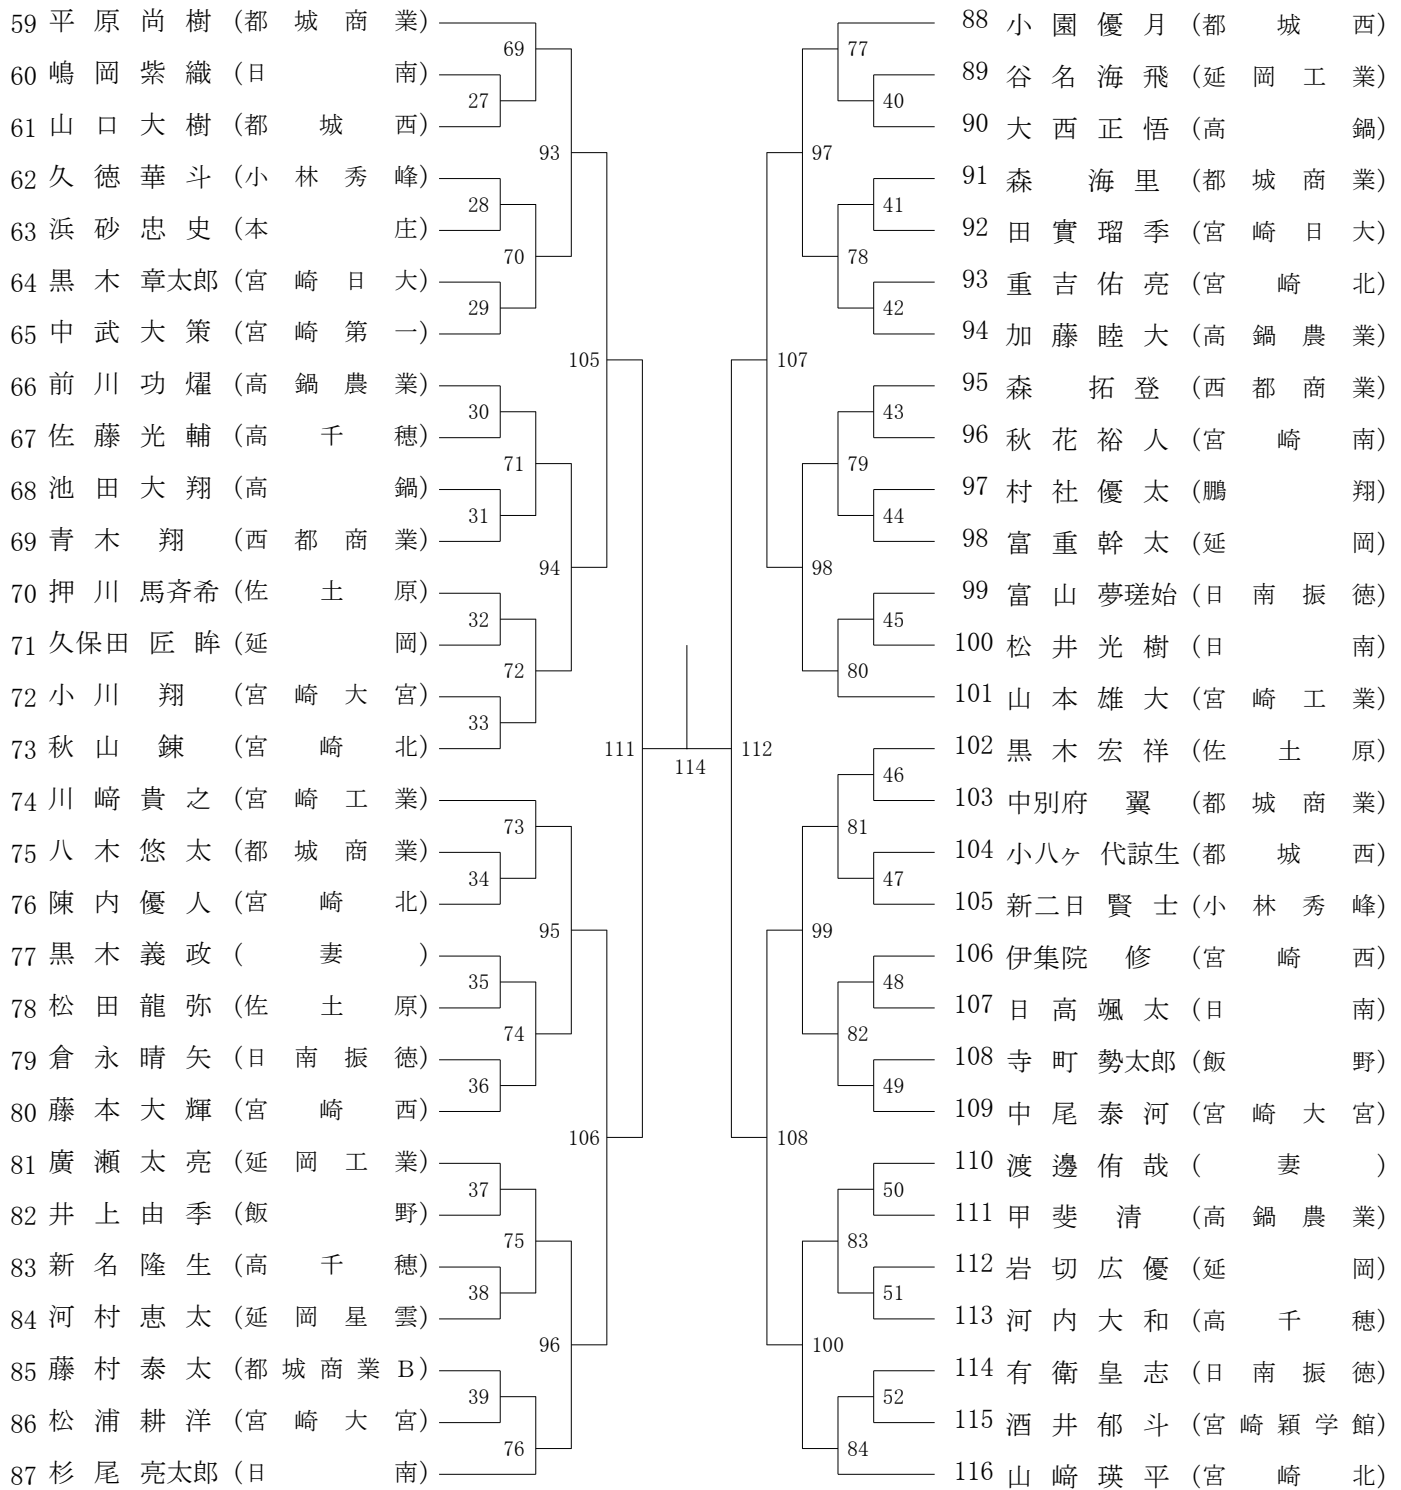 59 平原尚樹 (都城商業)
60 嶋岡紫織 (日南)
61 山口大樹 (都城西)
62 久徳華斗 (小林秀峰)
63 浜砂忠史 (本庄)
64 黒木章太郎 (宮崎日大)
65 中武大策 (宮崎第一)
66 前川功燿 (高鍋農業)
67 佐藤光輔 (高千穂)
68 池田大翔 (高鍋)
69 青木翔 (西都商業)
70 押川馬斉希 (佐土原)
71 久保田匠眸 (延岡)
72 小川翔 (宮崎大宮)
73 秋山錬 (宮崎北)
74 川﨑貴之 (宮崎工業)
75 八木悠太 (都城商業)
76 陳内優人 (宮崎北)
77 黒木義政 (妻)
78 松田龍弥 (佐土原)
79 倉永晴矢 (日南振徳)
80 藤本大輝 (宮崎西)
81 廣瀬太亮 (延岡工業)
82 井上由季 (飯野)
83 新名隆生 (高千穂)
84 河村恵太 (延岡星雲)
85 藤村泰太 (都城商業B)
86 松浦耕洋 (宮崎大宮)
87 杉尾亮太郎 (日南)
69
27
93
28
70
29
105
30
71
31
94
32
72
33
111
73
34
95
35
74
36
106
37
75
38
96
39
76
114
112
77
40
97
41
78
42
107
43
79
44
98
45
80
46
81
47
99
48
82
49
108
50
83
51
100
52
84
88 小園優月 (都城西)
89 谷名海飛 (延岡工業)
90 大西正悟 (高鍋)
91 森海里 (都城商業)
92 田實瑠季 (宮崎日大)
93 重吉佑亮 (宮崎北)
94 加藤睦大 (高鍋農業)
95 森拓登 (西都商業)
96 秋花裕人 (宮崎南)
97 村社優太 (鵬翔)
98 富重幹太 (延岡)
99 富山夢瑳始 (日南振徳)
100 松井光樹 (日南)
101 山本雄大 (宮崎工業)
102 黒木宏祥 (佐土原)
103 中別府翼 (都城商業)
104 小八ヶ代諒生 (都城西)
105 新二日賢士 (小林秀峰)
106 伊集院修 (宮崎西)
107 日高颯太 (日南)
108 寺町勢太郎 (飯野)
109 中尾泰河 (宮崎大宮)
110 渡邊侑哉 (妻)
111 甲斐清 (高鍋農業)
112 岩切広優 (延岡)
113 河内大和 (高千穂)
114 有衛皇志 (日南振徳)
115 酒井郁斗 (宮崎穎学館)
116 山﨑瑛平 (宮崎北)